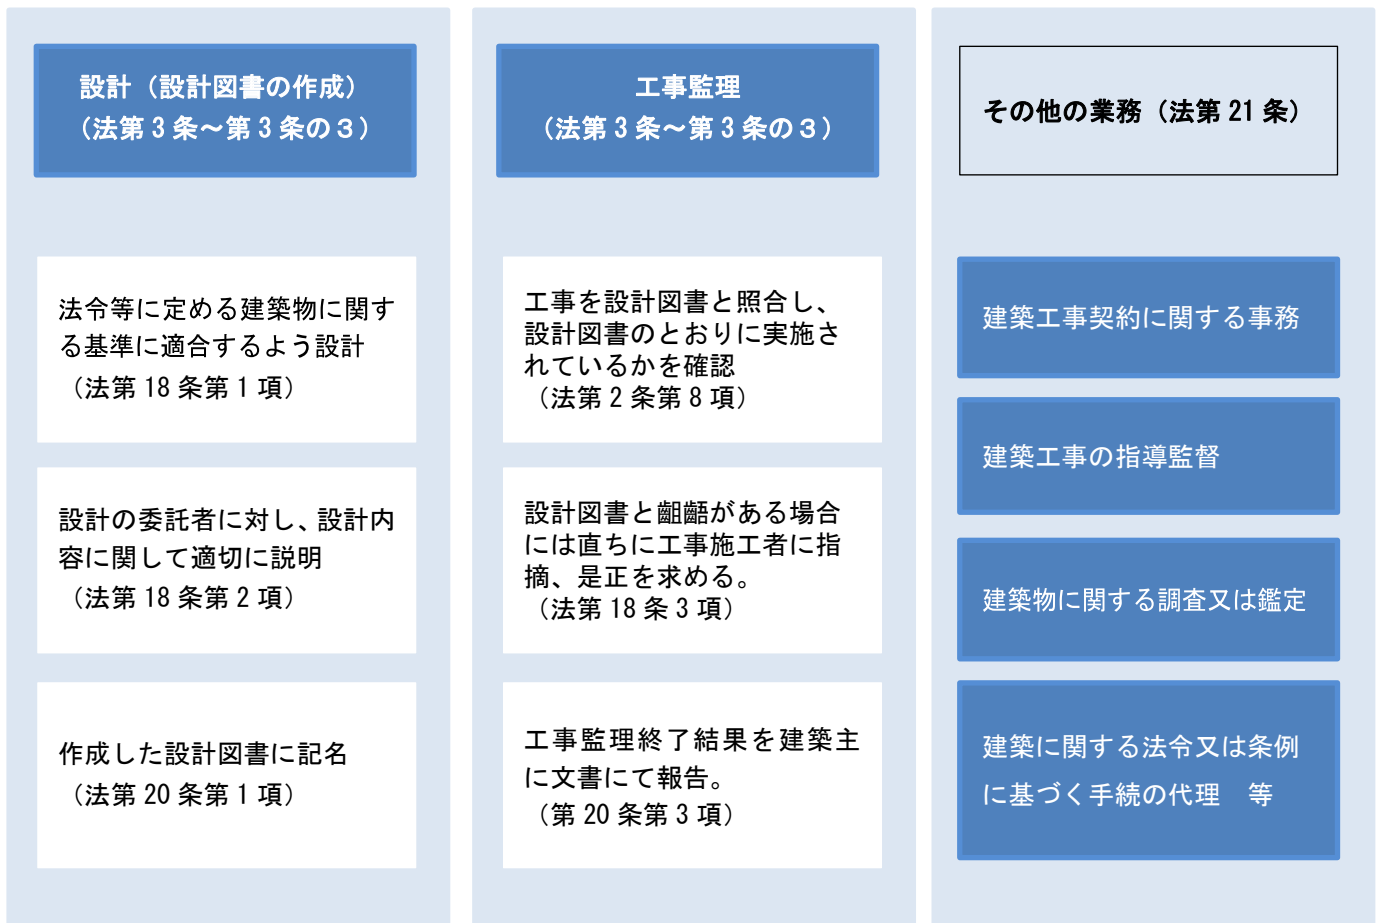 設計（設計図書の作成）
（法第３条～第３条の３）
法令等に定める建築物に関す
る基準に適合するよう設計
（法第 18 条第 1 項）
設計の委託者に対し、設計内
容に関して適切に説明
（法第 18 条第 2 項）
作成した設計図書に記名
（法第 20 条第 1 項）
工事監理
（法第３条～第３条の３）
工事を設計図書と照合し、
設計図書のとおりに実施さ
れているかを確認
（法第 2 条第 8 項）
設計図書と齟齬がある場合
には直ちに工事施工者に指
摘、是正を求める。
（法第 18 条 3 項）
工事監理終了結果を建築主
に文書にて報告。
（第 20 条第 3 項）
その他の業務（法第 21 条）
建築工事契約に関する事務
建築工事の指導監督
建築物に関する調査又は鑑定
建築に関する法令又は条例
に基づく手続の代理　等